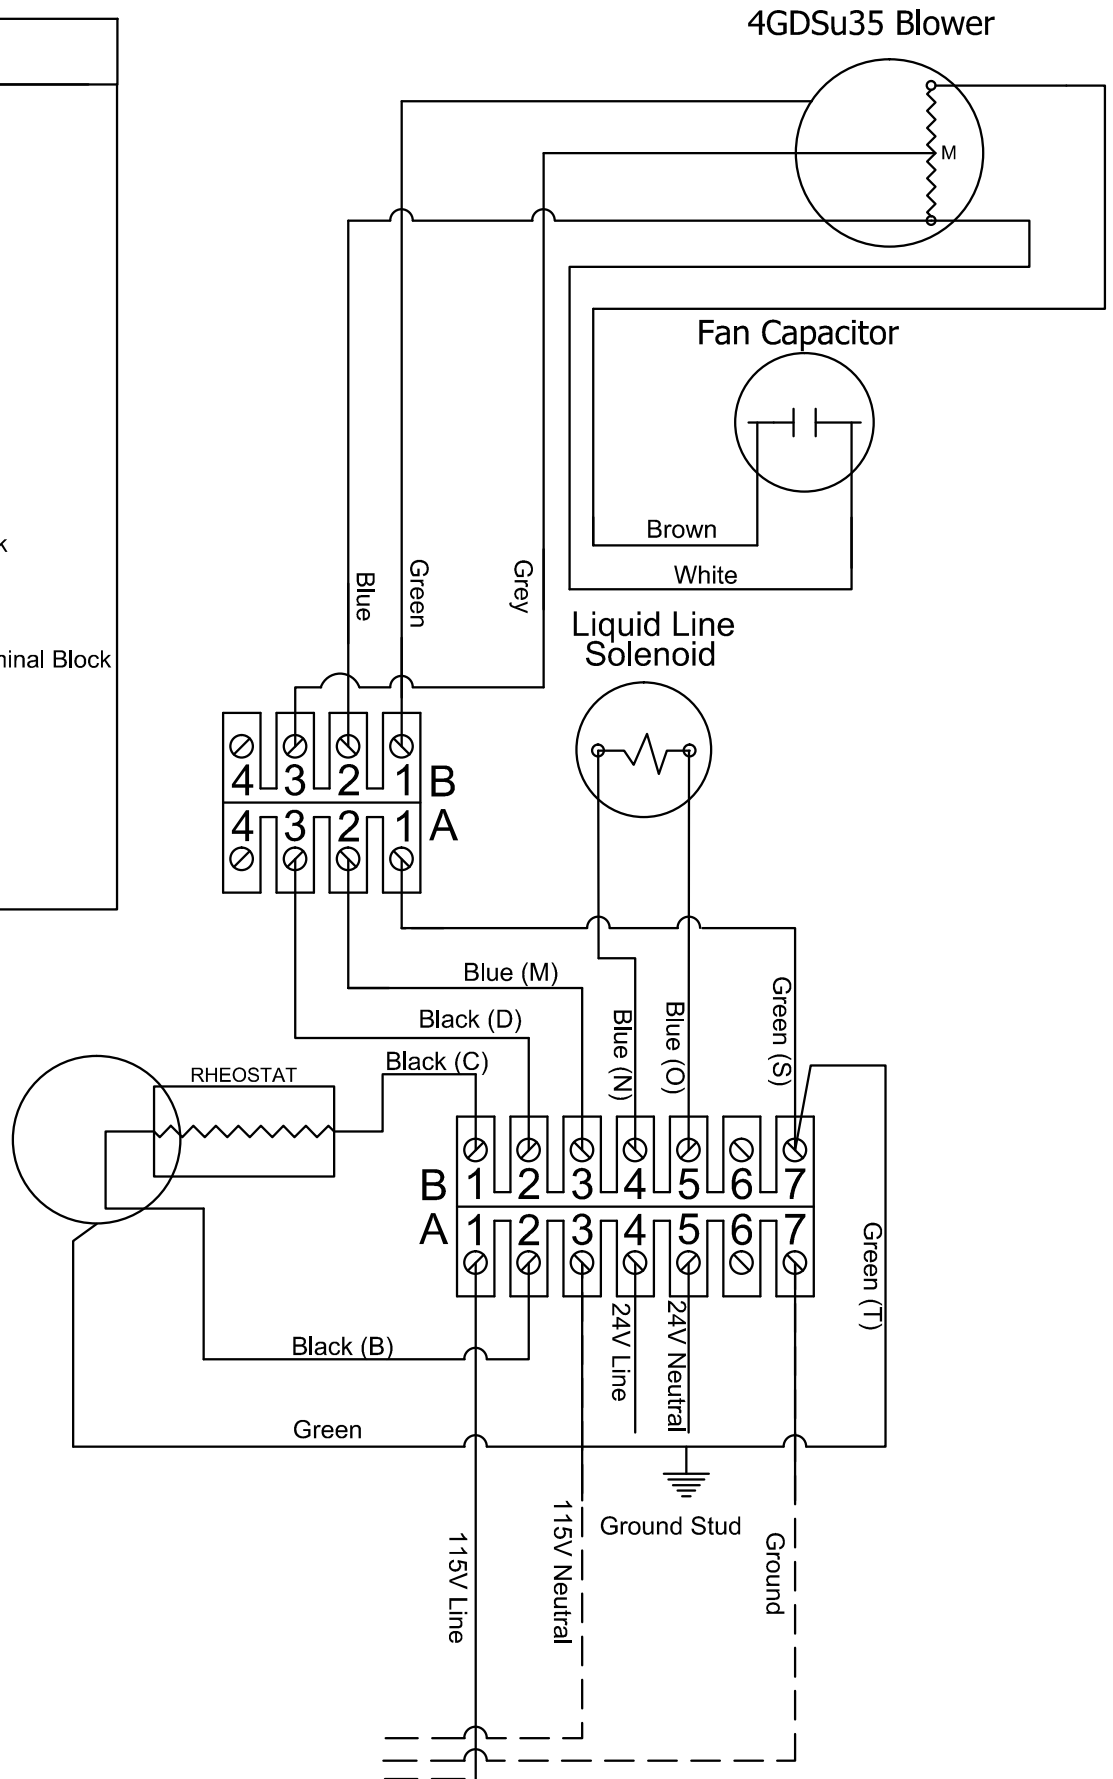 4GDSu35 Blower
M
Fan Capacitor
Brown
White
Blue
Green
Grey
Liquid Line
Solenoid
Block
4 3 2 1 B
4 3 2 1 A
Blue (M)
Black (D)
Black (C)
Blue (N)
Blue (O)
Green (S)
RHEOSTAT
B 1 2 3 4 5 6 7
A 1 2 3 4 5 6 7
Green (T)
24V Line
24V Neutral
Black (B)
Green
Ground Stud
115V Line
115V Neutral
Ground